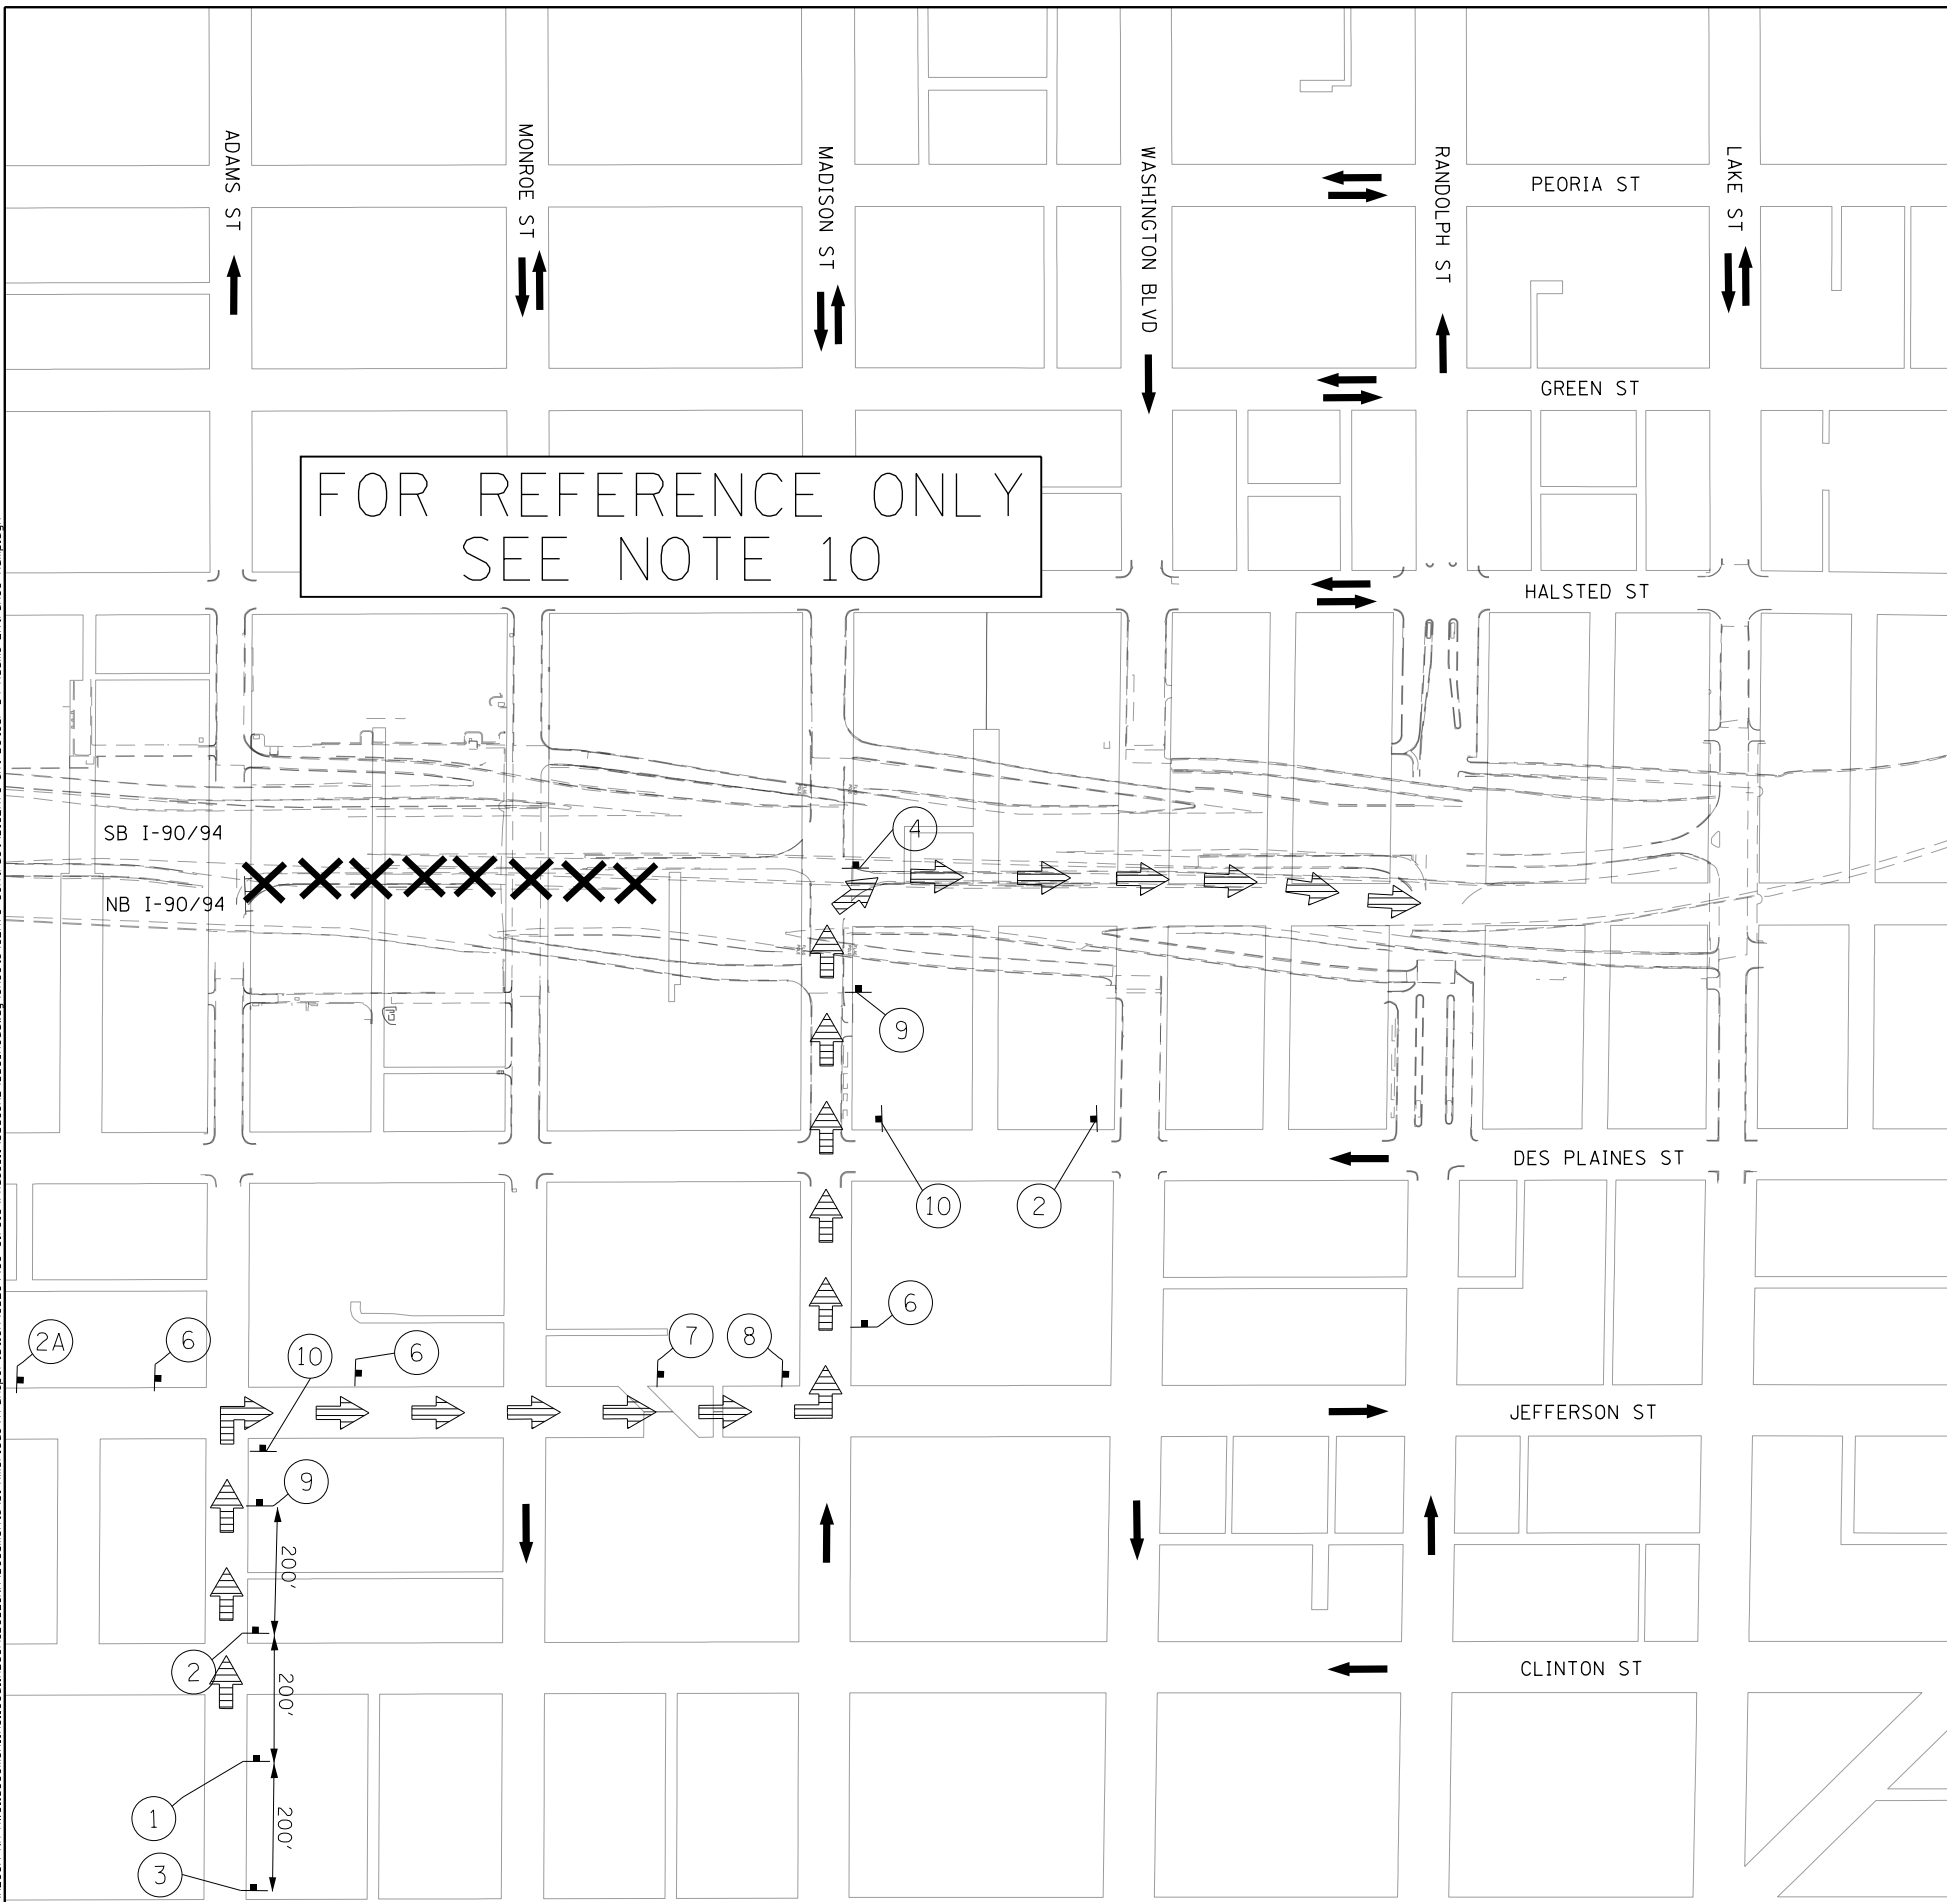 ADAMS ST
MONROE ST
MADISON ST
WASHINGTON BLVD
RANDOLPH ST
LAKE ST
PEORIA ST
GREEN ST
FOR REFERENCE ONLY
SEE NOTE 10
HALSTED ST
SB I-90/94
4
NB I-90/94
9
DES PLAINES ST
10
2
6
2A
6
10
6
7
8
JEFFERSON ST
9
200'
2
CLINTON ST
200'
1
200'
3